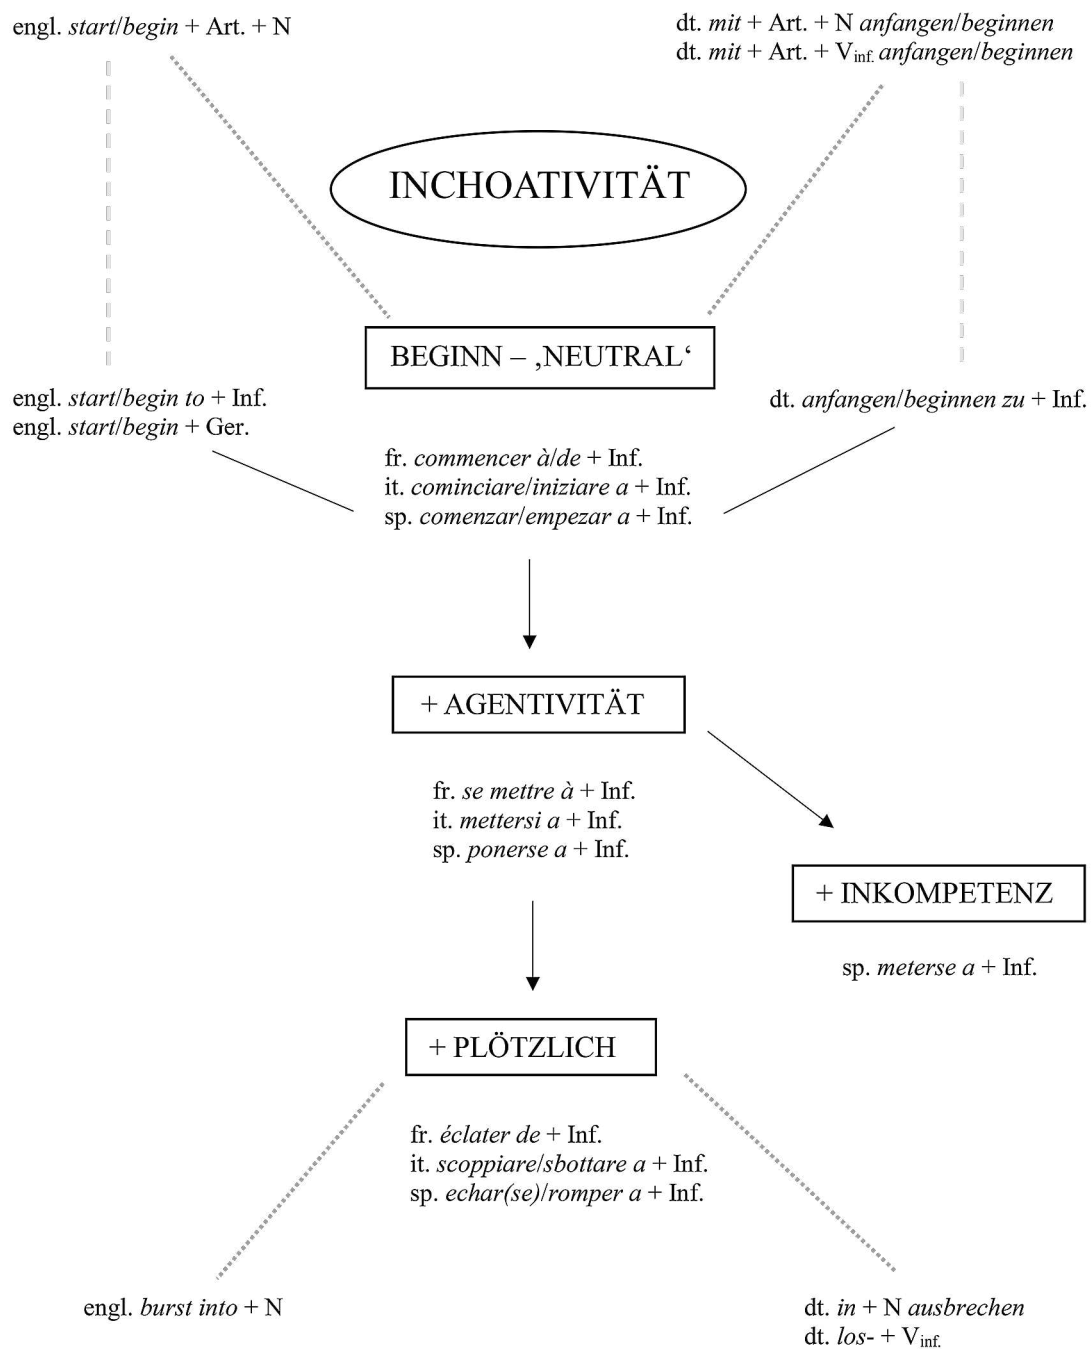 engl. start/begin + Art. + N
dt. mit + Art. + N anfangen/beginnen
dt. mit + Art. + Vinf. anfangen/beginnen
INCHOATIVITÄT
BEGINN – ‚NEUTRAL‘
engl. start/begin to + Inf.
engl. start/begin + Ger.
dt. anfangen/beginnen zu + Inf.
fr. commencer à/de + Inf.
it. cominciare/iniziare a + Inf.
sp. comenzar/empezar a + Inf.
+ AGENTIVITÄT
fr. se mettre à + Inf.
it. mettersi a + Inf.
sp. ponerse a + Inf.
+ INKOMPETENZ
sp. meterse a + Inf.
+ PLÖTZLICH
fr. éclater de + Inf.
it. scoppiare/sbottare a + Inf.
sp. echar(se)/romper a + Inf.
engl. burst into + N
dt. in + N ausbrechen
dt. los- + Vinf.